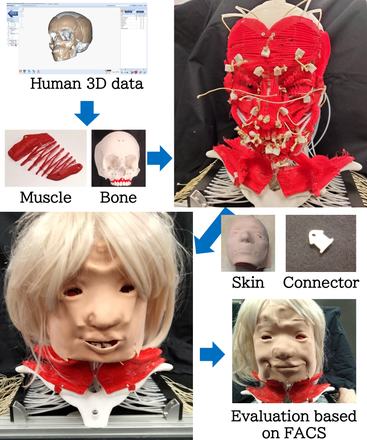 Human 3D data
Muscle
Bone
Skin
Connector
Evaluation based
on FACS